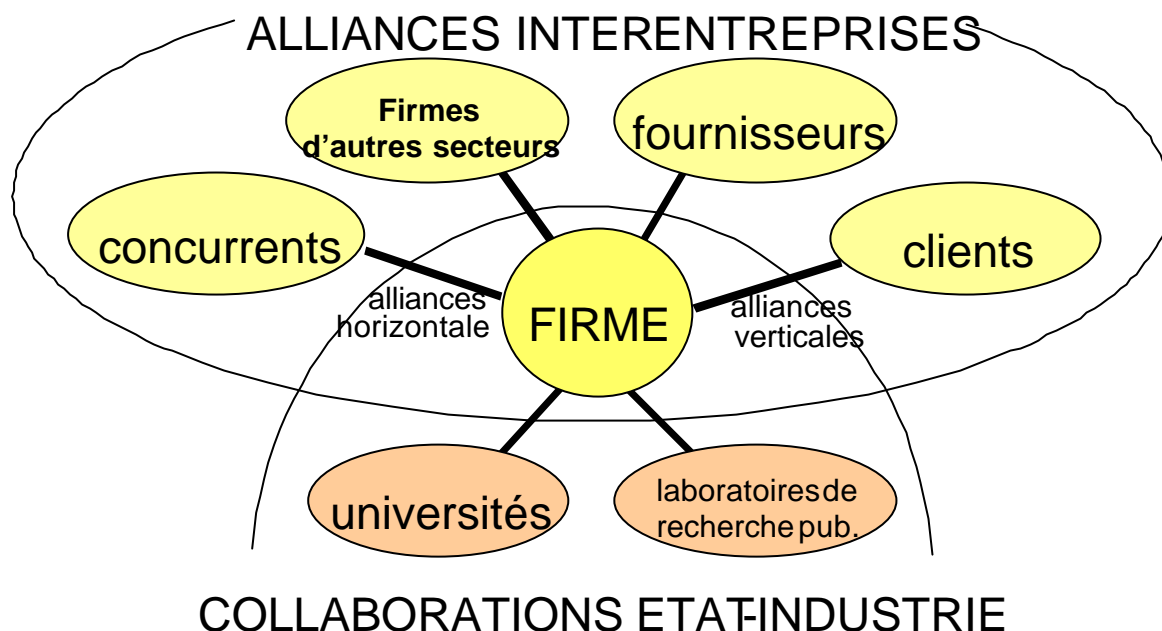 ALLIANCES INTERENTREPRISES
Firmes
d'autres secteurs
fournisseurs
concurrents
clients
alliances
horizontale
FIRME
alliances
verticales
universités
laboratoires de
recherche pub.
COLLABORATIONS ETAT-INDUSTRIE